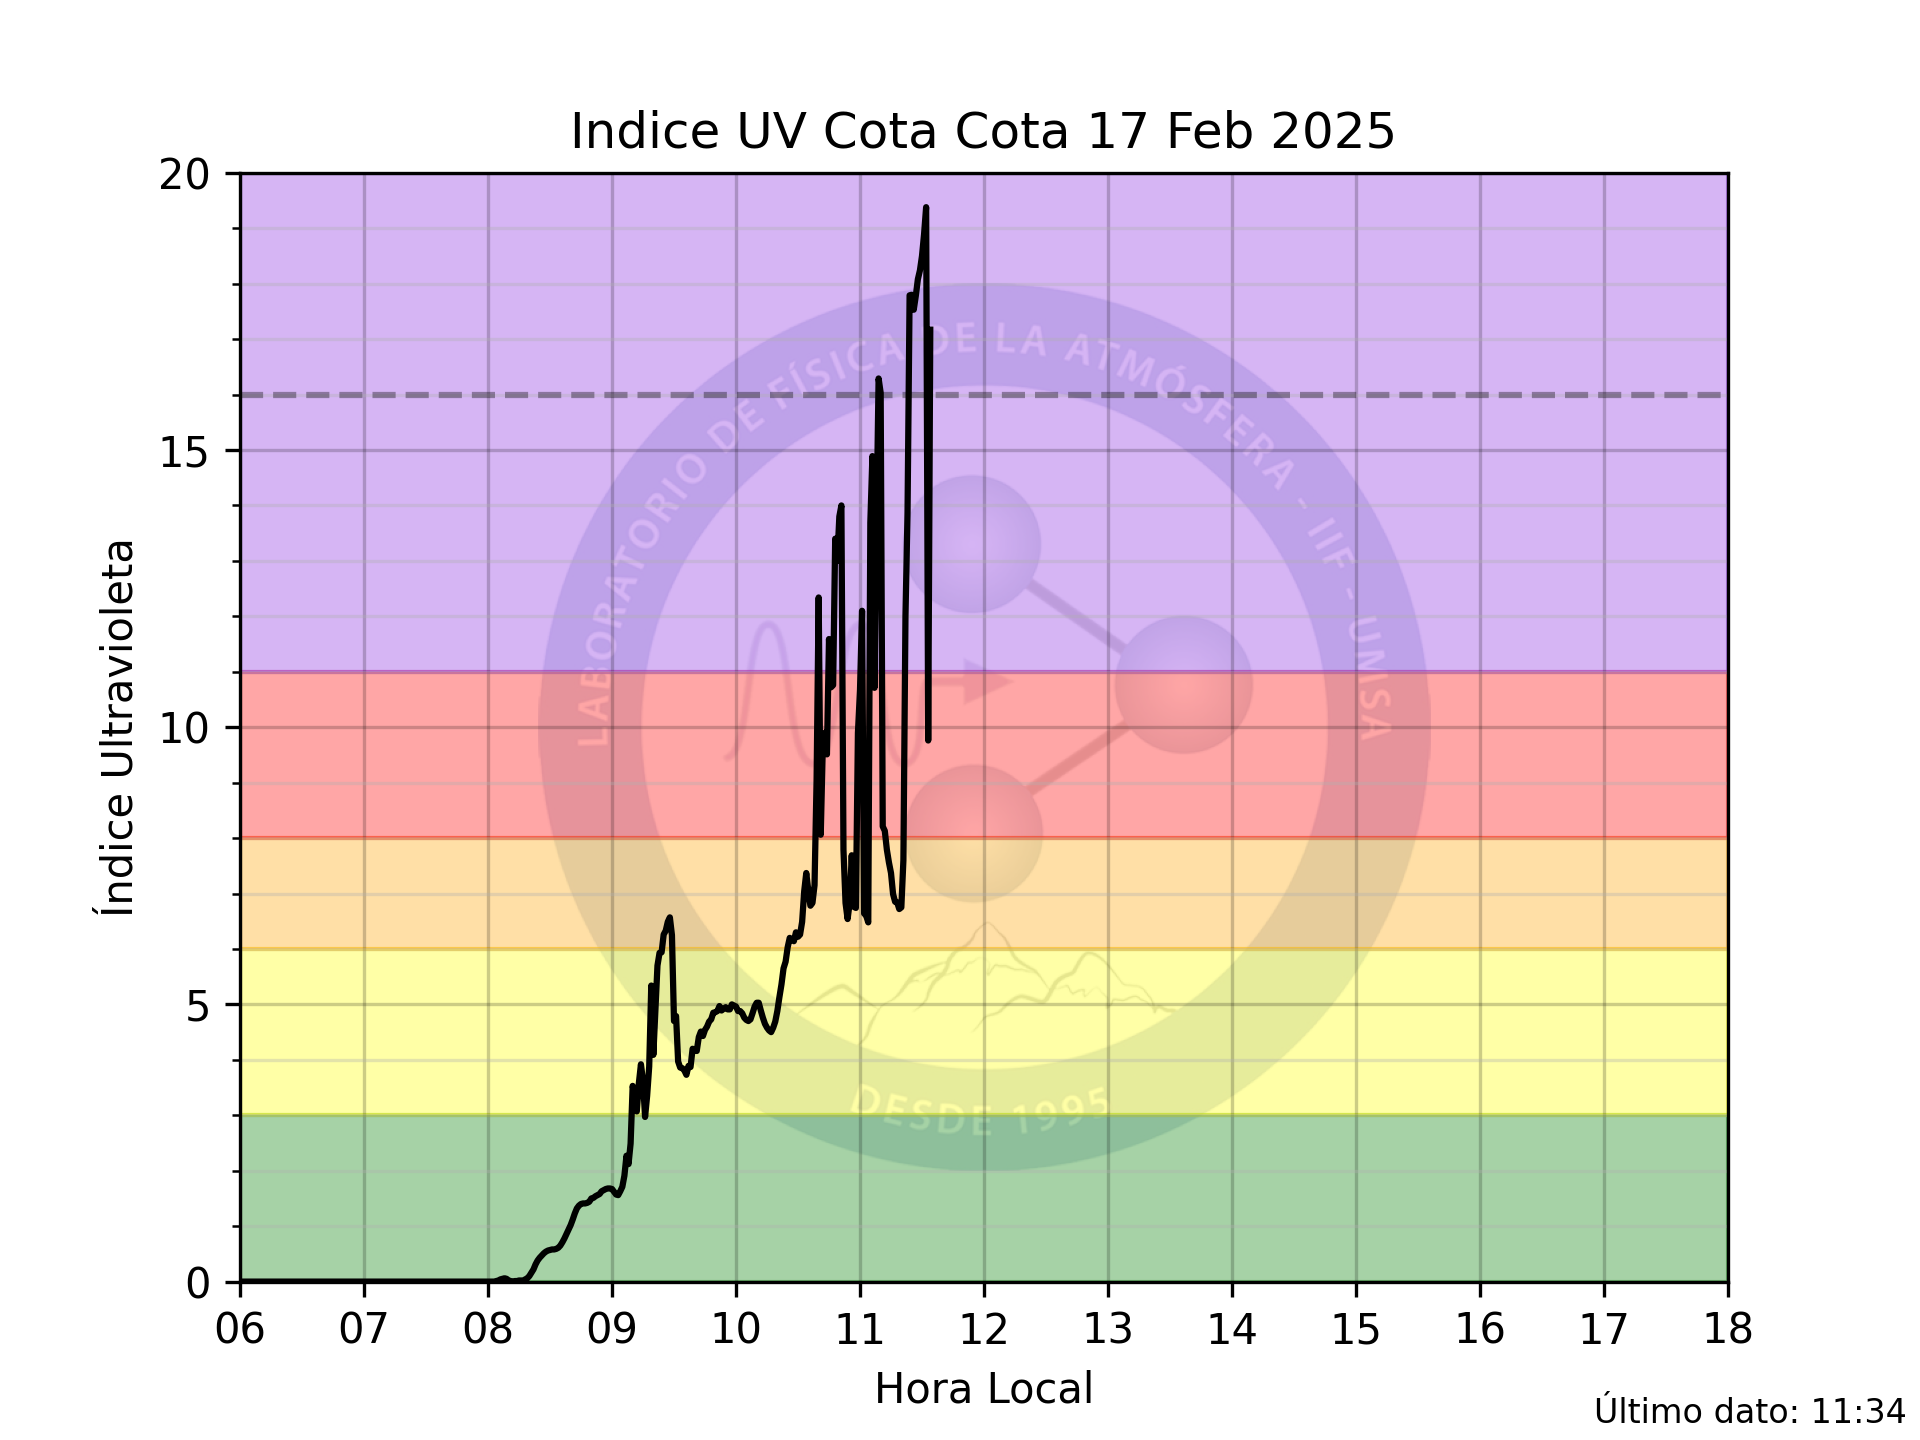 Indice UV Cota Cota 17 Feb 2025
20
15
10
5
0
Índice Ultravioleta
LABORATORIO DE FÍSICA DE LA ATMÓSFERA - IIF - UMSA
DESDE 1995
06 07 08 09 10 11 12 13 14 15 16 17 18
Hora Local
Último dato: 11:34